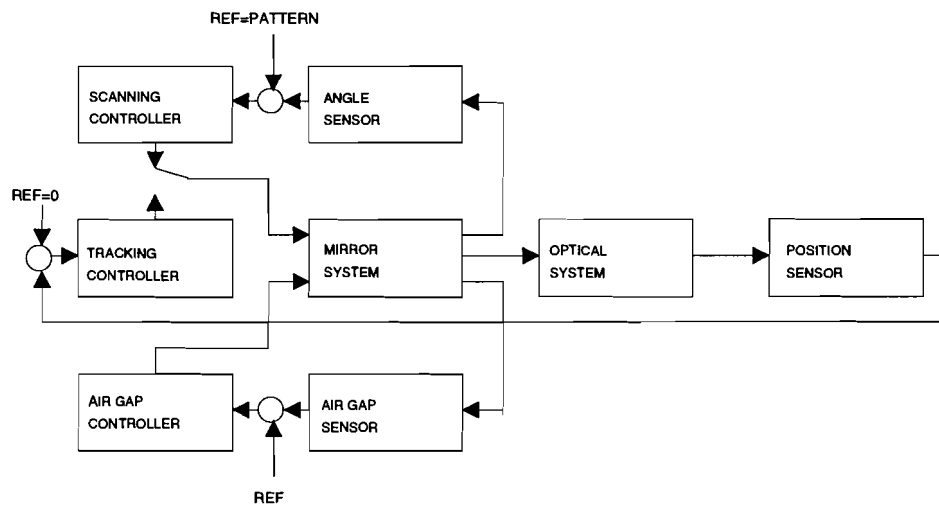 REF=PATTERN
SCANNING
CONTROLLER
ANGLE
SENSOR
REF=0
TRACKING
CONTROLLER
MIRROR
SYSTEM
OPTICAL
SYSTEM
POSITION
SENSOR
AIR GAP
CONTROLLER
AIR GAP
SENSOR
REF